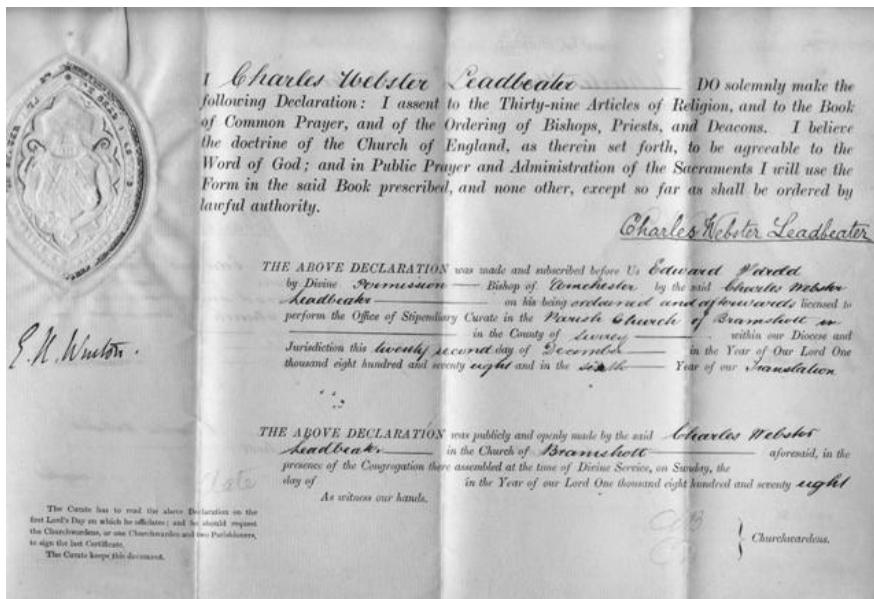 I Charles Webster Leadbeater DO solemnly make the
following Declaration: I assent to the Thirty-nine Articles of Religion, and to the Book
of Common Prayer, and of the Ordering of Bishops, Priests, and Deacons. I believe
the doctrine of the Church of England, as therein set forth, to be agreeable to the
Word of God; and in Public Prayer and Administration of the Sacraments I will use the
Form in the said Book prescribed, and none other, except so far as shall be ordered by
lawful authority.
Charles Webster Leadbeater
THE ABOVE DECLARATION was made and subscribed before Us Edward Harold
by Divine Permission Bishop of Winchester by the said Charles Webster
Leadbeater on his being ordained and afterwards licensed to
perform the Office of Stipendiary Curate in the Parish Church of Bramshott in
in the County of Surrey within our Diocese and
Jurisdiction this twenty second day of December in the Year of Our Lord One
thousand eight hundred and seventy eight and in the sixth Year of our Translation
E. H. Winton.
THE ABOVE DECLARATION was publicly and openly made by the said Charles Webster
Leadbeater in the Church of Bramshott aforesaid, in the
presence of the Congregation there assembled at the time of Divine Service, on Sunday, the
day of in the Year of our Lord One thousand eight hundred and seventy eight
As witness our hands.
Churchwardens.
The Curate has to read the above Declaration on the
first Lord's Day on which he officiates; and he should request
the Churchwardens, or one Churchwarden and two Parishioners,
to sign the last Certificate.
The Curate keeps this document.